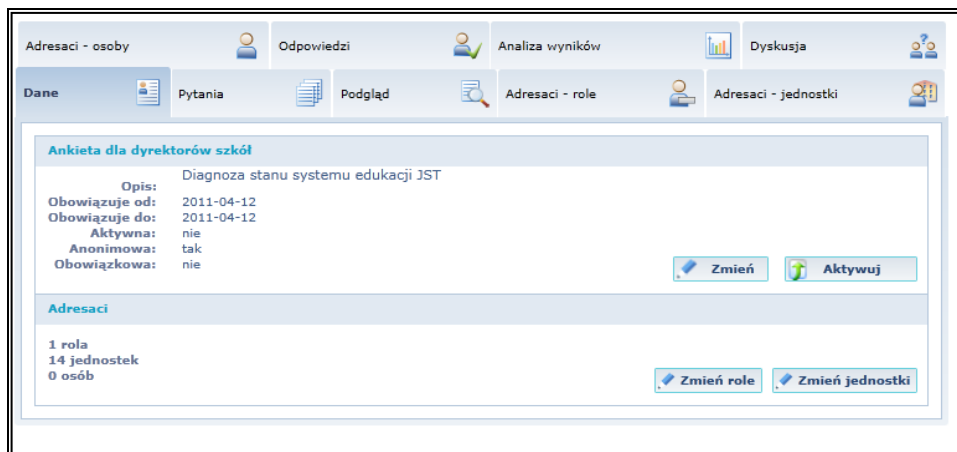 Adresaci - osoby
Odpowiedzi
Analiza wyników
Dyskusja
Dane
Pytania
Podgląd
Adresaci - role
Adresaci - jednostki
Ankieta dla dyrektorów szkół
Opis: Diagnoza stanu systemu edukacji JST
Obowiązuje od: 2011-04-12
Obowiązuje do: 2011-04-12
Aktywna: nie
Anonimowa: tak
Obowiązkowa: nie
Zmień
Aktywuj
Adresaci
1 rola
14 jednostek
0 osób
Zmień role
Zmień jednostki